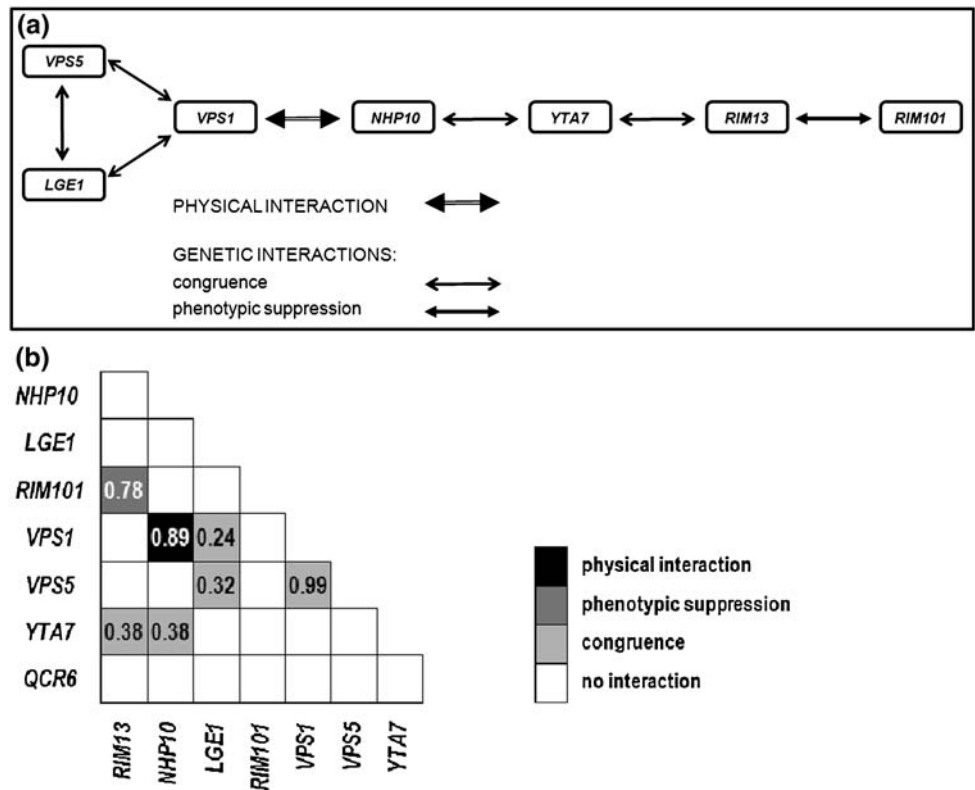 (a)
VPS5
VPS1
NHP10
YTA7
RIM13
RIM101
LGE1
PHYSICAL INTERACTION
GENETIC INTERACTIONS:
congruence
phenotypic suppression
(b)
NHP10
LGE1
RIM101 0.78
VPS1 0.89 0.24
VPS5 0.32 0.99
YTA7 0.38 0.38
QCR6
RIM13 NHP10 LGE1 RIM101 VPS1 VPS5 YTA7
physical interaction
phenotypic suppression
congruence
no interaction